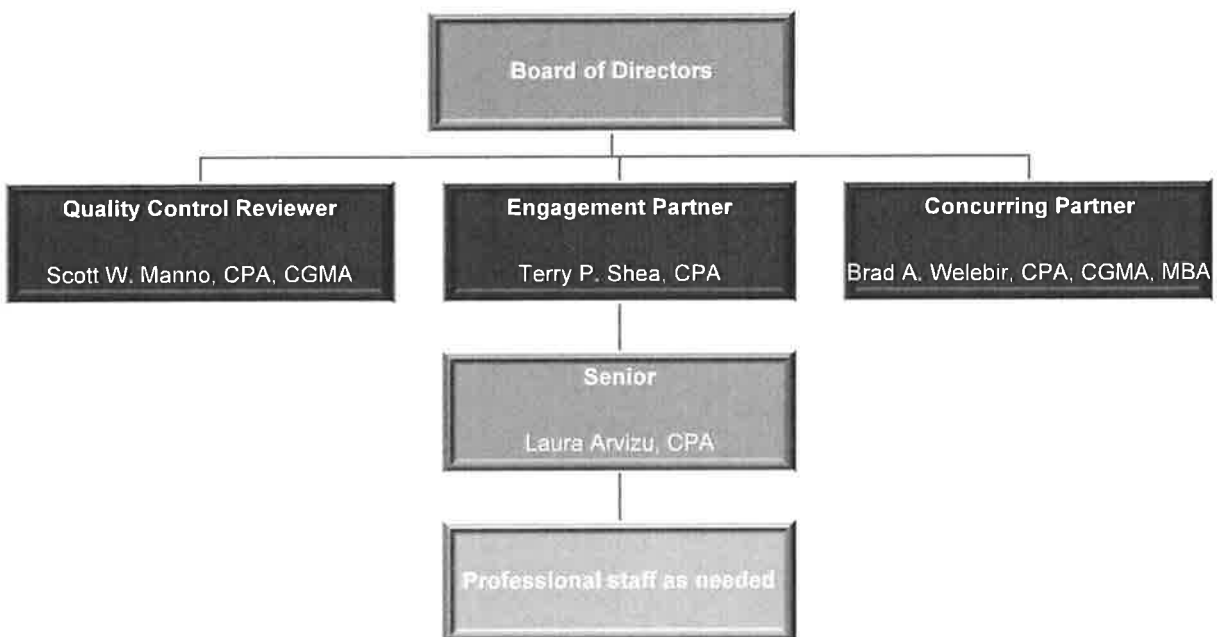 Board of Directors
Quality Control Reviewer
Scott W. Manno, CPA, CGMA
Engagement Partner
Terry P. Shea, CPA
Concurring Partner
Brad A. Welebir, CPA, CGMA, MBA
Senior
Laura Arvizu, CPA
Professional staff as needed